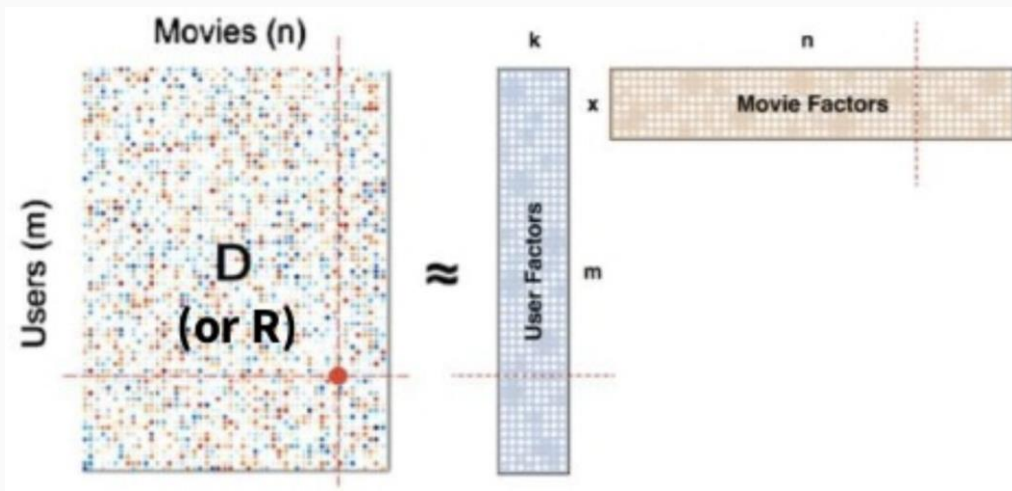 Movies (n)
Users (m)
D
(or R)
≈
k
User Factors
m
x
n
Movie Factors